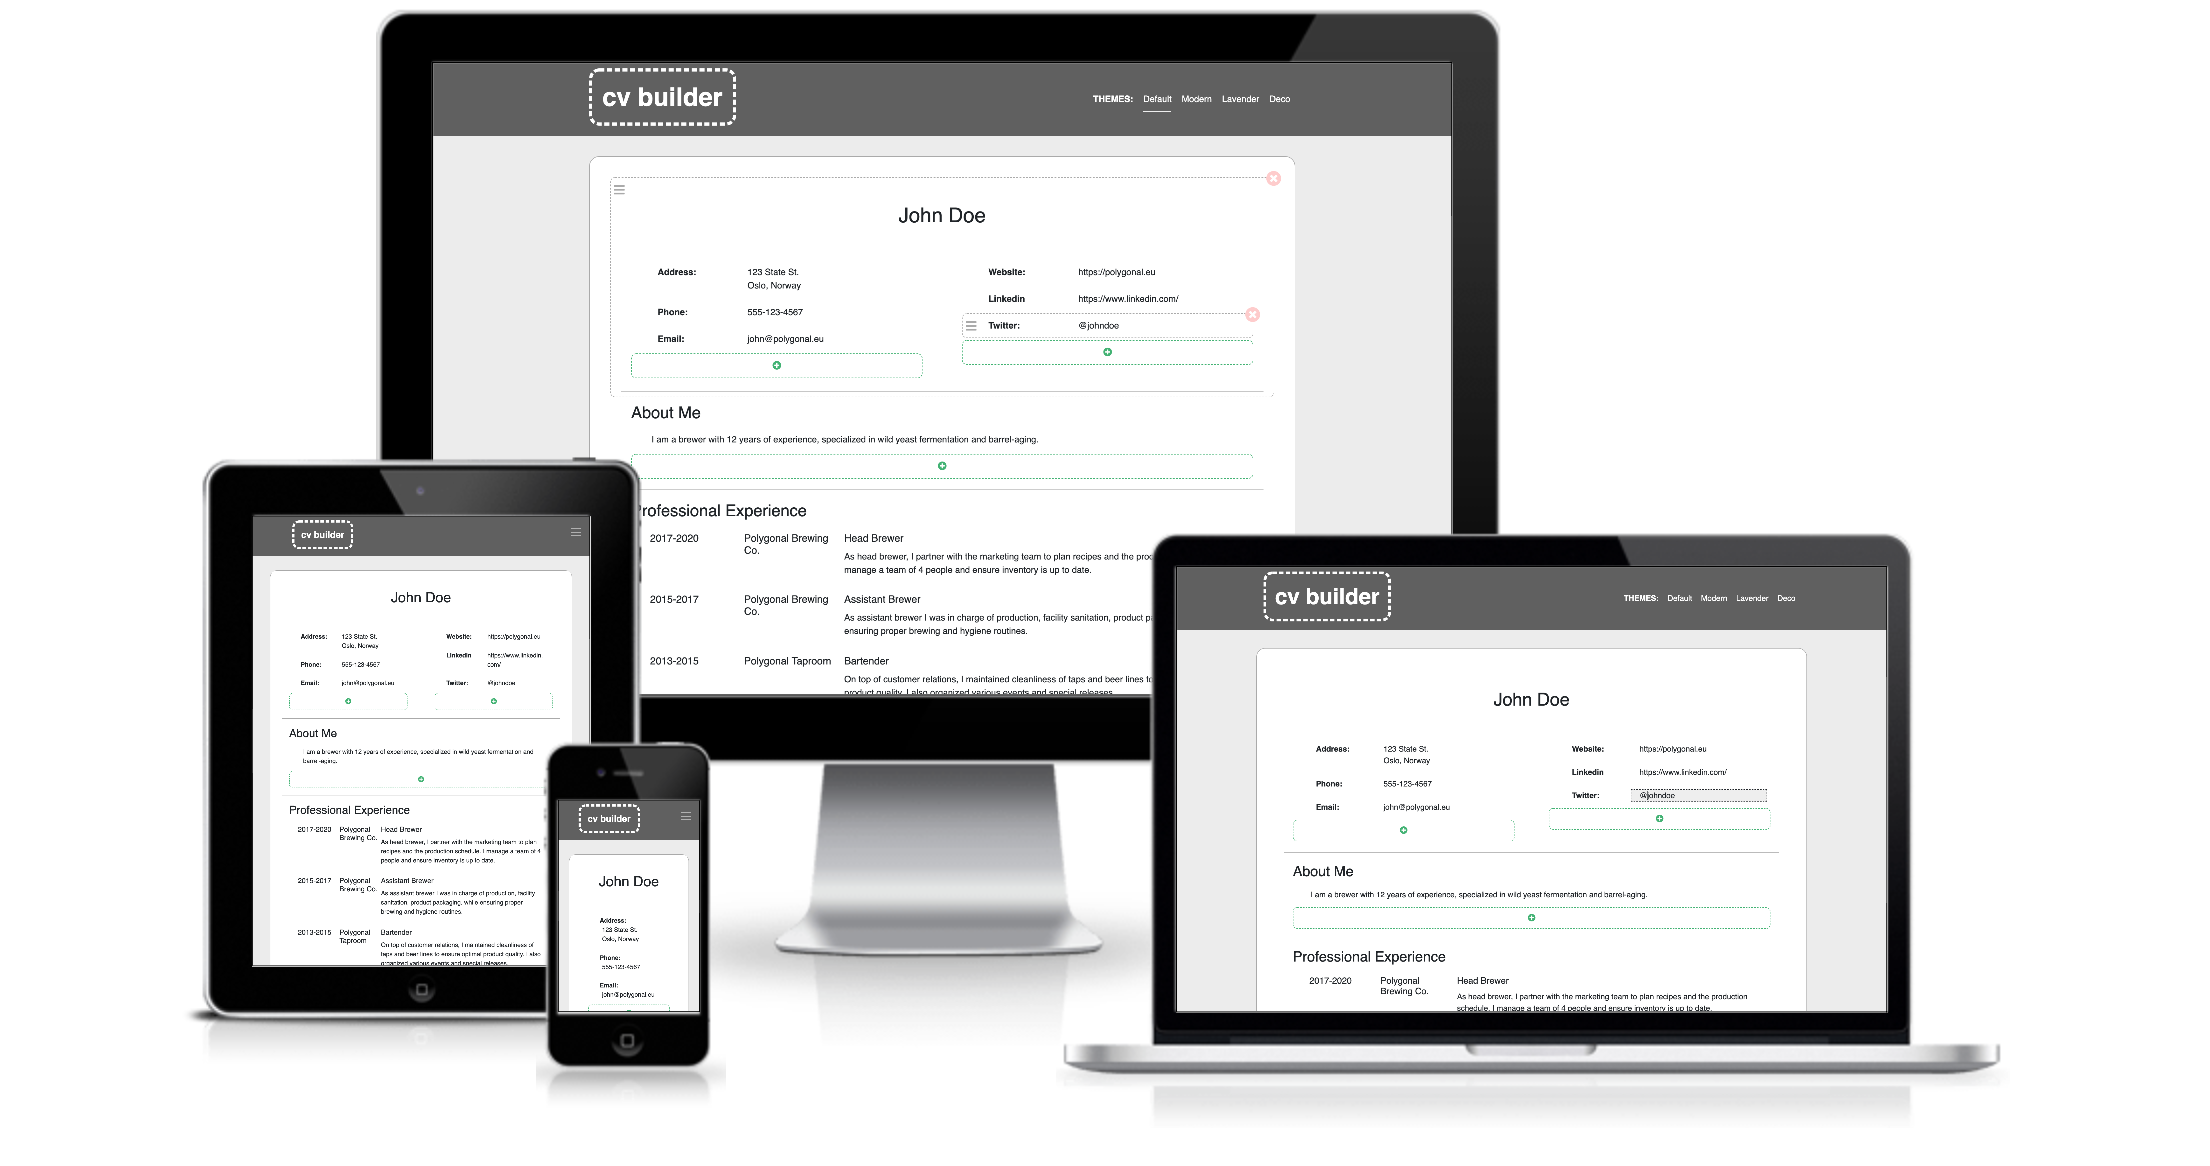 cv builder
THEMES: Default Modern Lavender Deco
John Doe
Address: 123 State St.
Oslo, Norway
Phone: 555-123-4567
Email: john@polygonal.eu
Website: https://polygonal.eu
Linkedin https://www.linkedin.com/
Twitter: @johndoe
About Me
I am a brewer with 12 years of experience, specialized in wild yeast fermentation and barrel-aging.
rofessional Experience
2017-2020 Polygonal Brewing Head Brewer
Co.
As head brewer, I partner with the marketing team to plan recipes and the
manage a team of 4 people and ensure inventory is up to date.
2015-2017 Polygonal Brewing Assistant Brewer
Co.
As assistant brewer I was in charge of production, facility sanitation, product
ensuring proper brewing and hygiene routines.
2013-2015 Polygonal Taproom Bartender
On top of customer relations, I maintained cleanliness of taps and beer lines
product quality. I also organized various events and special releases.
cv builder
John Doe
Address: 123 State St.
Oslo, Norway
Phone: 555-123-4567
Email: john@polygonal.eu
Website: https://polygonal.eu
Linkedin https://www.linkedin.
com/
Twitter: @johndoe
About Me
I am a brewer with 12 years of experience, specialized in wild yeast fermentation and
barrel-aging.
Professional Experience
2017-2020 Polygonal Head Brewer
Brewing Co.
As head brewer, I partner with the marketing team to plan
recipes and the production schedule. I manage a team of 4
people and ensure inventory is up to date.
2015-2017 Polygonal Assistant Brewer
Brewing Co.
As assistant brewer I was in charge of production, facility
sanitation, product packaging, while ensuring proper
brewing and hygiene routines.
2013-2015 Polygonal Bartender
Taproom
On top of customer relations, I maintained cleanliness of
taps and beer lines to ensure optimal product quality. I also
organized various events and special releases.
cv builder
John Doe
Address:
123 State St.
Oslo, Norway
Phone:
555-123-4567
Email:
john@polygonal.eu
cv builder
THEMES: Default Modern Lavender Deco
John Doe
Address: 123 State St.
Oslo, Norway
Phone: 555-123-4567
Email: john@polygonal.eu
Website: https://polygonal.eu
Linkedin https://www.linkedin.com/
Twitter: @johndoe
About Me
I am a brewer with 12 years of experience, specialized in wild yeast fermentation and barrel-aging.
Professional Experience
2017-2020 Polygonal Head Brewer
Brewing Co.
As head brewer, I partner with the marketing team to plan recipes and the production
schedule. I manage a team of 4 people and ensure inventory is up to date.